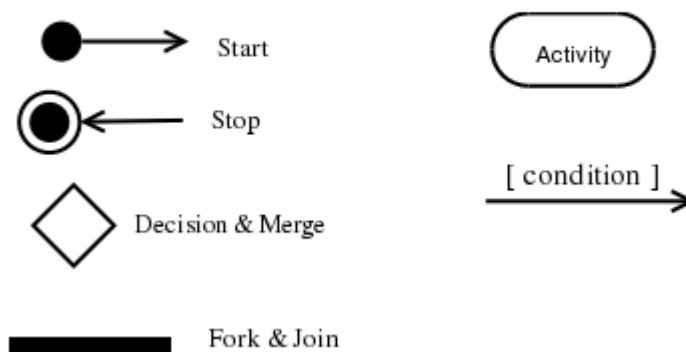 Start
Activity
Stop
[ condition ]
Decision & Merge
Fork & Join